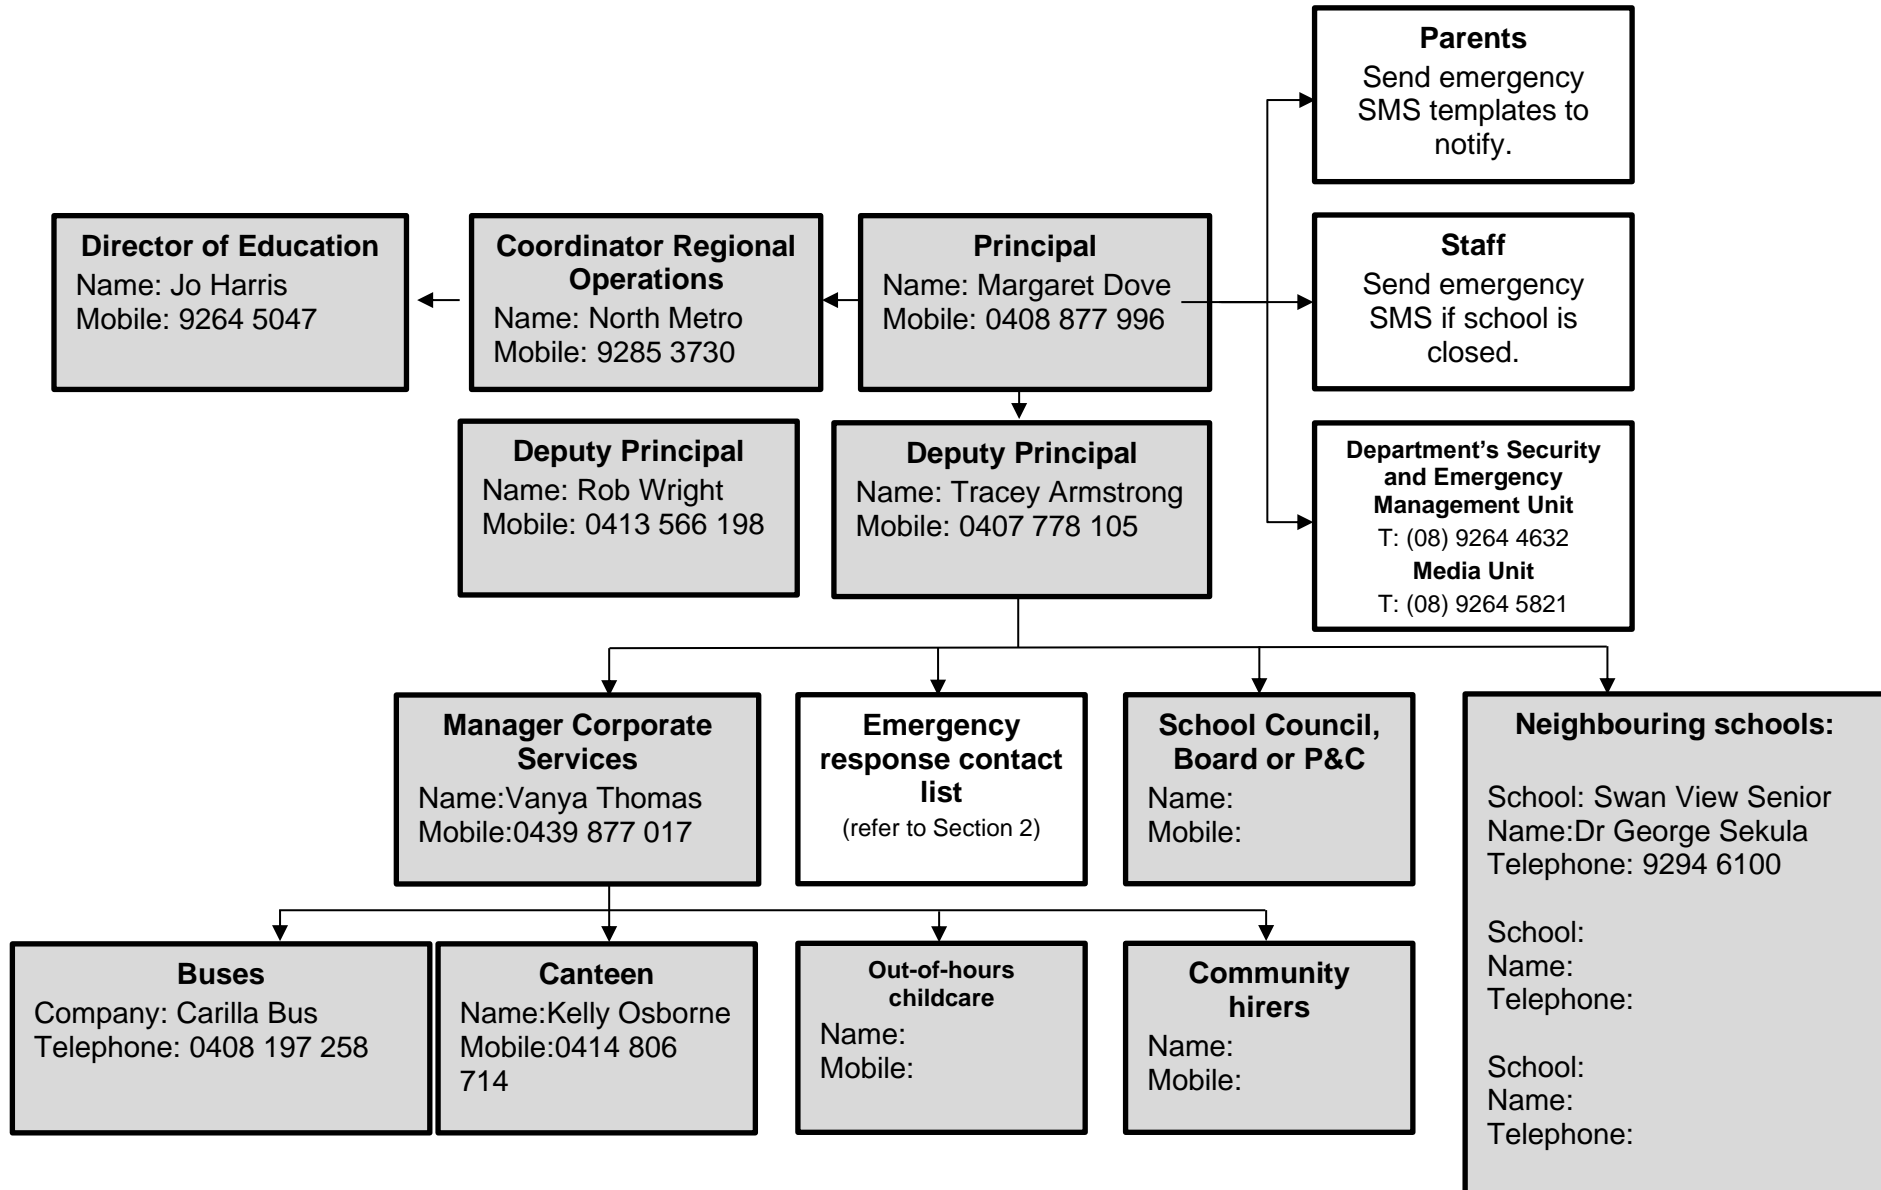 Parents
Send emergency
SMS templates to
notify.
Director of Education
Name: Jo Harris
Mobile: 9264 5047
Coordinator Regional
Operations
Name: North Metro
Mobile: 9285 3730
Principal
Name: Margaret Dove
Mobile: 0408 877 996
Staff
Send emergency
SMS if school is
closed.
Deputy Principal
Name: Rob Wright
Mobile: 0413 566 198
Deputy Principal
Name: Tracey Armstrong
Mobile: 0407 778 105
Department’s Security
and Emergency
Management Unit
T: (08) 9264 4632
Media Unit
T: (08) 9264 5821
Manager Corporate
Services
Name:Vanya Thomas
Mobile:0439 877 017
Emergency
response contact
list
(refer to Section 2)
School Council,
Board or P&C
Name:
Mobile:
Neighbouring schools:
School: Swan View Senior
Name:Dr George Sekula
Telephone: 9294 6100
School:
Name:
Telephone:
School:
Name:
Telephone:
Buses
Company: Carilla Bus
Telephone: 0408 197 258
Canteen
Name:Kelly Osborne
Mobile:0414 806
714
Out-of-hours
childcare
Name:
Mobile:
Community
hirers
Name:
Mobile: